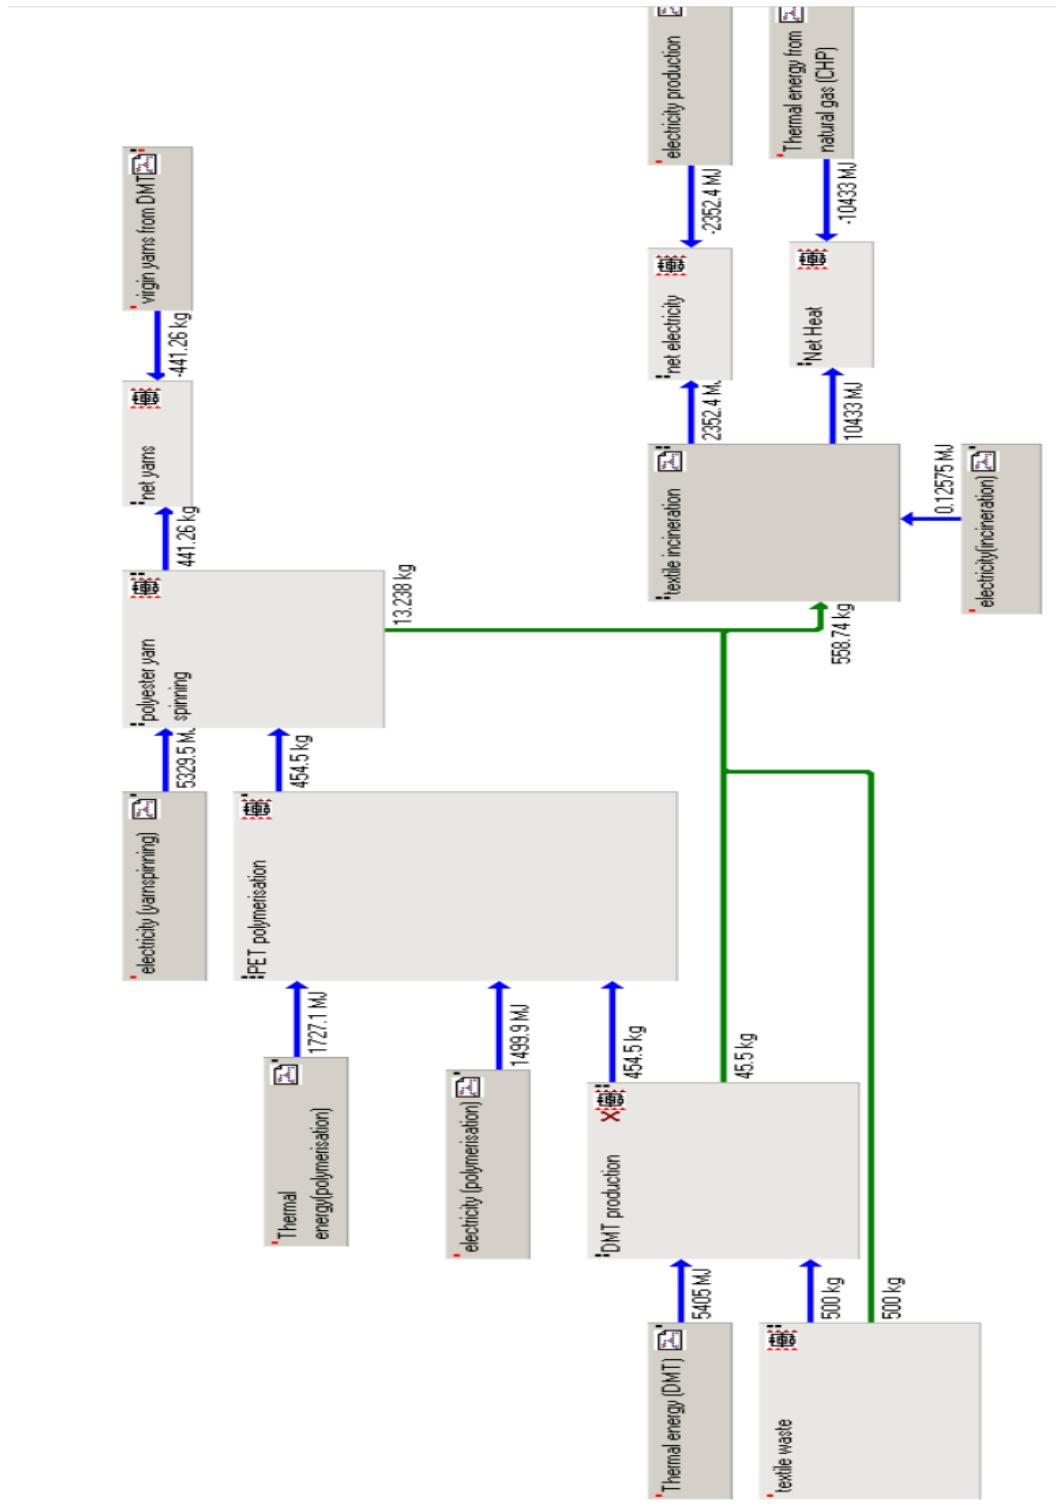 virgin yarns from DMT
-441.26 kg
net yarns
441.26 kg
polyester yarn
spinning
13.238 kg
5329.5 M.
electricity (yarnspinning)
454.5 kg
PET polymerisation
1727.1 MJ
Thermal
energy(polymerisation)
1499.9 MJ
electricity (polymerisation)
454.5 kg
45.5 kg
DMT production
5405 MJ
Thermal energy (DMT)
500 kg
500 kg
textile waste
electricity production
-2352.4 MJ
net electricity
2352.4 M.
Thermal energy from
natural gas (CHP)
-10433 MJ
Net Heat
10433 MJ
textile incineration
558.74 kg
0.12575 MJ
electricity(incineration)